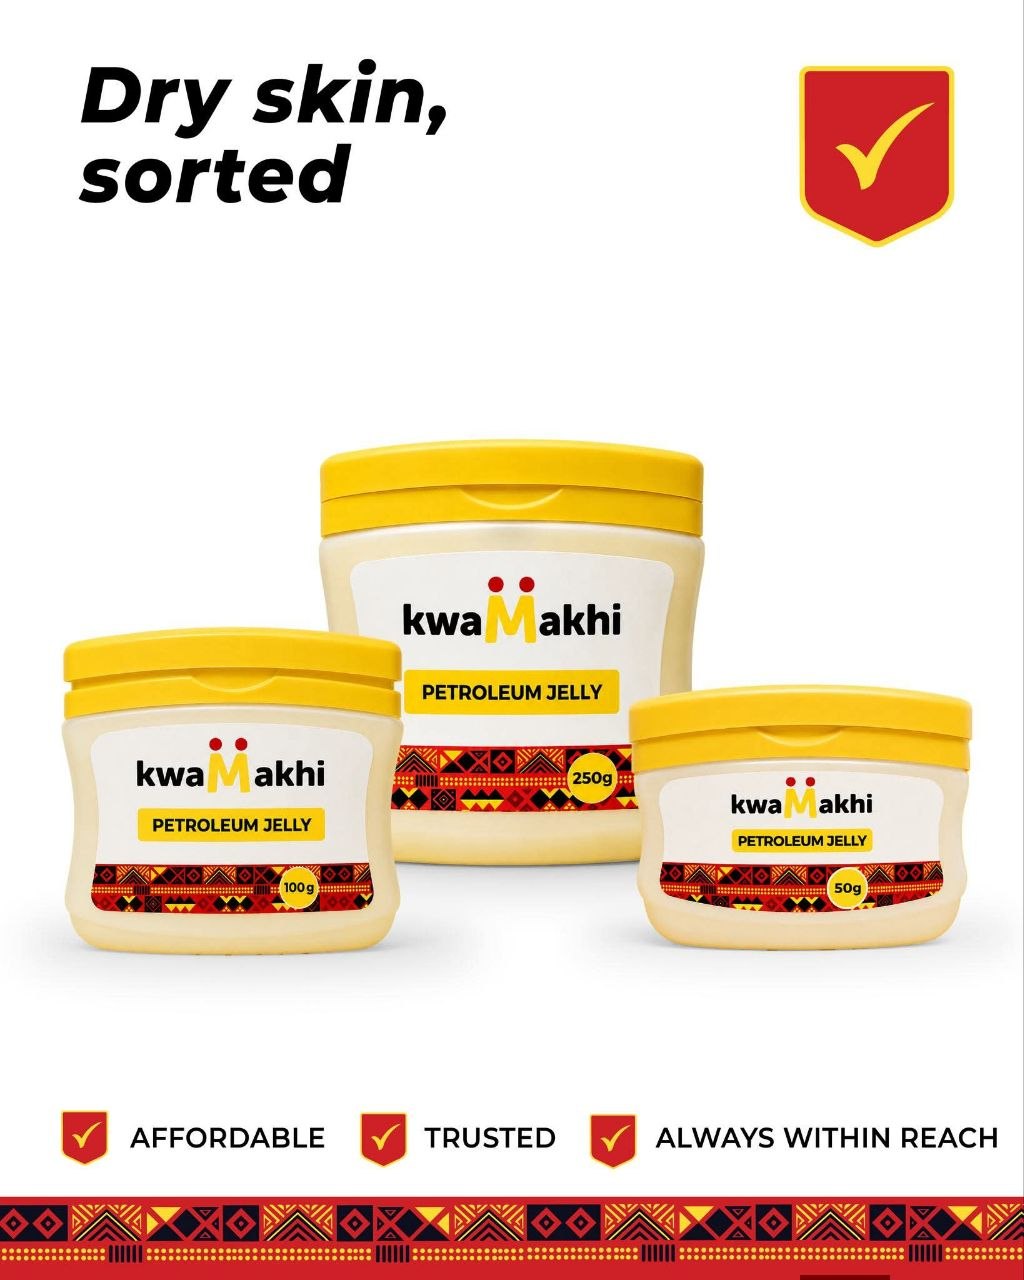 Dry skin,
sorted
kwaMakhi
PETROLEUM JELLY
250g
kwaMakhi
PETROLEUM JELLY
100g
kwaMakhi
PETROLEUM JELLY
50g
AFFORDABLE
TRUSTED
ALWAYS WITHIN REACH